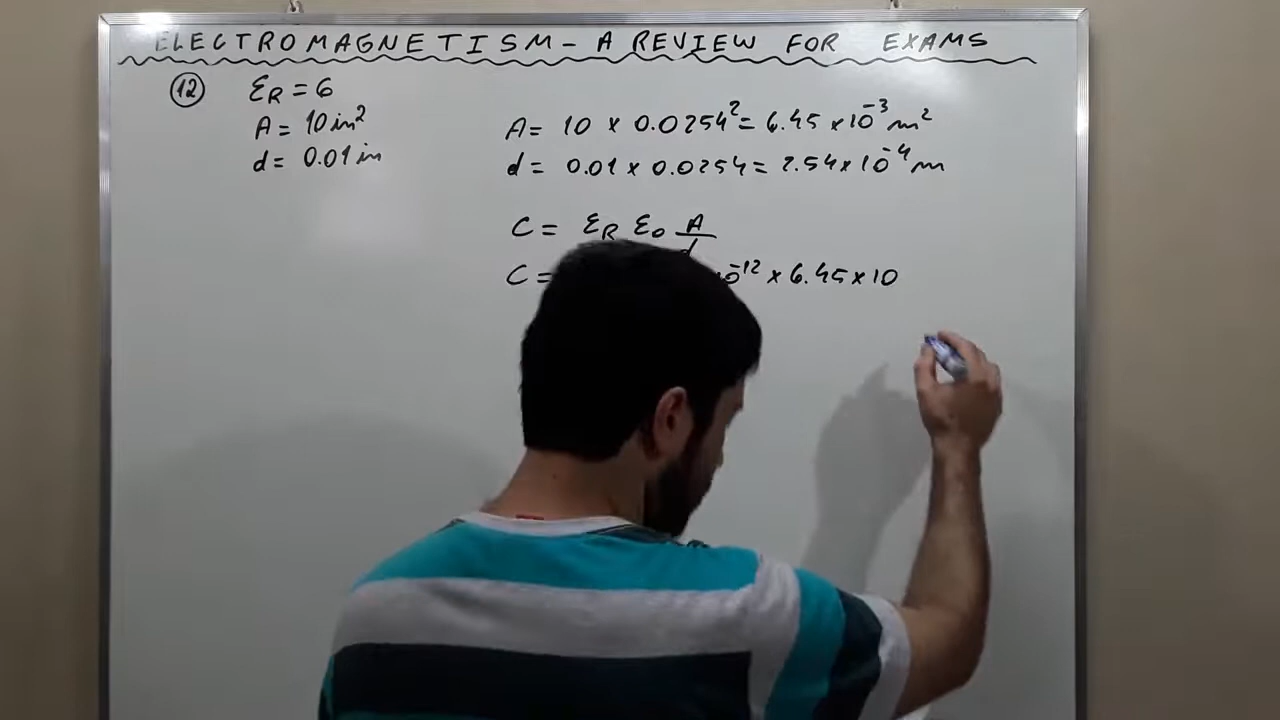 ELECTROMAGNETISM - A REVIEW FOR EXAMS
12 εR = 6
A = 10 in²
d = 0.01 in
A = 10 x 0.0254² = 6.45 x 10⁻³ m²
d = 0.01 x 0.0254 = 2.54 x 10⁻⁴ m
C = εR ε0 A
C = ⁻¹² x 6.45 x 10